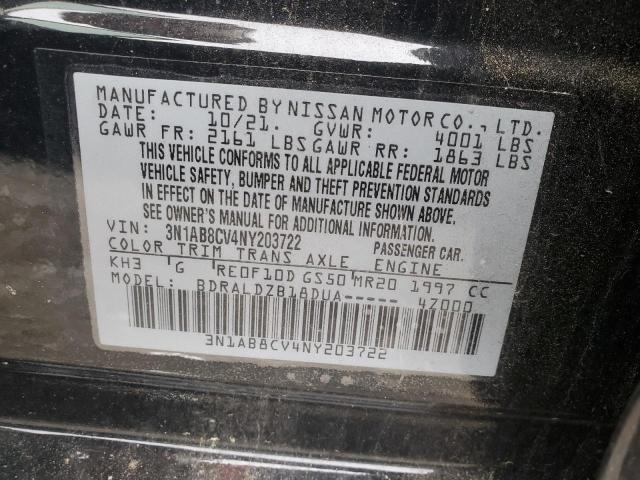 MANUFACTURED BY NISSAN MOTOR CO., LTD.
DATE: 10/21. GVWR: 4001 LBS
GAWR FR: 2161 LBS GAWR RR: 1863 LBS
THIS VEHICLE CONFORMS TO ALL APPLICABLE FEDERAL MOTOR
VEHICLE SAFETY, BUMPER AND THEFT PREVENTION STANDARDS
IN EFFECT ON THE DATE OF MANUFACTURE SHOWN ABOVE.
SEE OWNER'S MANUAL FOR ADDITIONAL INFORMATION.
VIN: 3N1AB8CV4NY203722 PASSENGER CAR.
COLOR TRIM TRANS AXLE ENGINE
KH3 G RE0F10D GS50 MR20 1997 CC
MODEL: BDRALDZB18DUA----- 4Z000
3N1AB8CV4NY203722